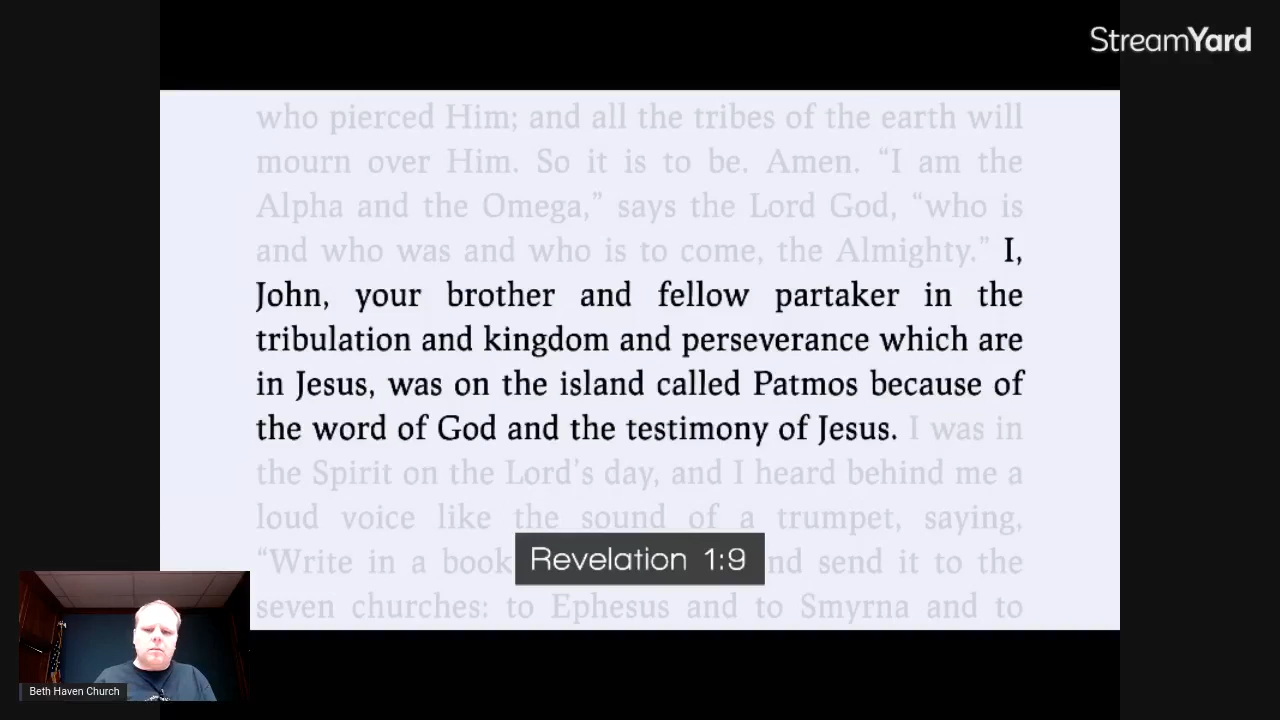 StreamYard
who pierced Him; and all the tribes of the earth will
mourn over Him. So it is to be. Amen. “I am the
Alpha and the Omega,” says the Lord God, “who is
and who was and who is to come, the Almighty.” I,
John, your brother and fellow partaker in the
tribulation and kingdom and perseverance which are
in Jesus, was on the island called Patmos because of
the word of God and the testimony of Jesus. I was in
the Spirit on the Lord’s day, and I heard behind me a
loud voice like the sound of a trumpet, saying,
“Write in a book nd send it to the
Revelation 1:9
seven churches: to Ephesus and to Smyrna and to
Beth Haven Church